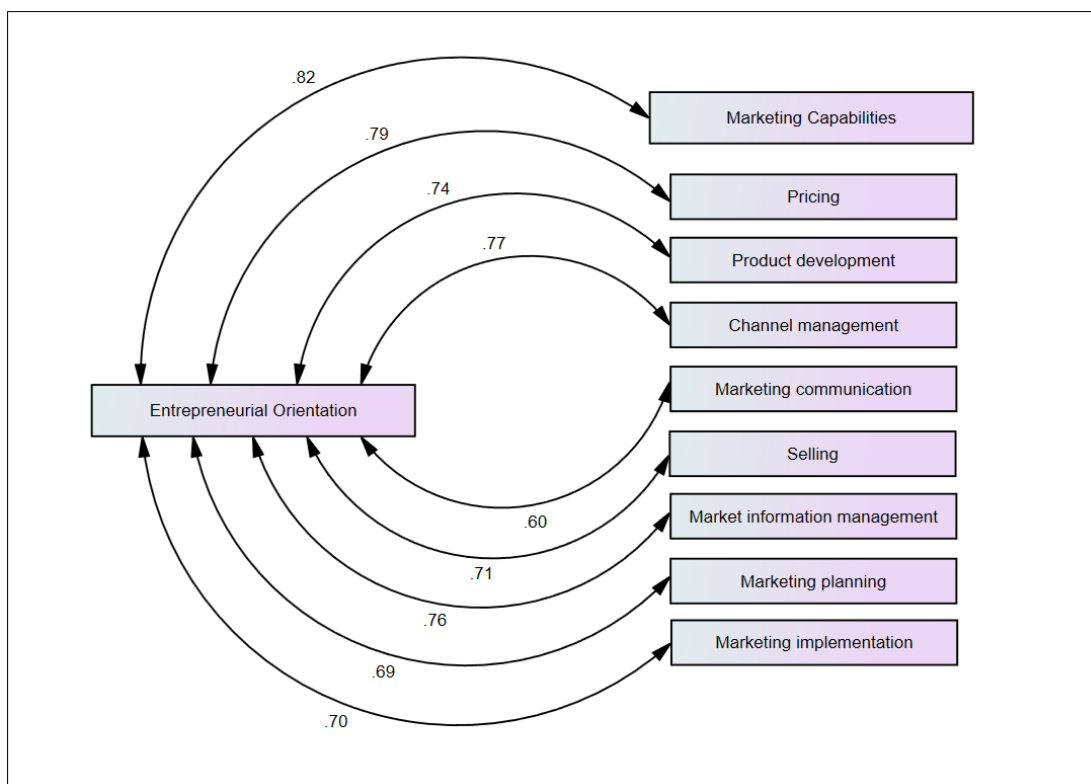 .82
Marketing Capabilities
.79
Pricing
.74
Product development
.77
Channel management
Marketing communication
Entrepreneurial Orientation
Selling
Market information management
.60
.71
Marketing planning
.76
Marketing implementation
.69
.70